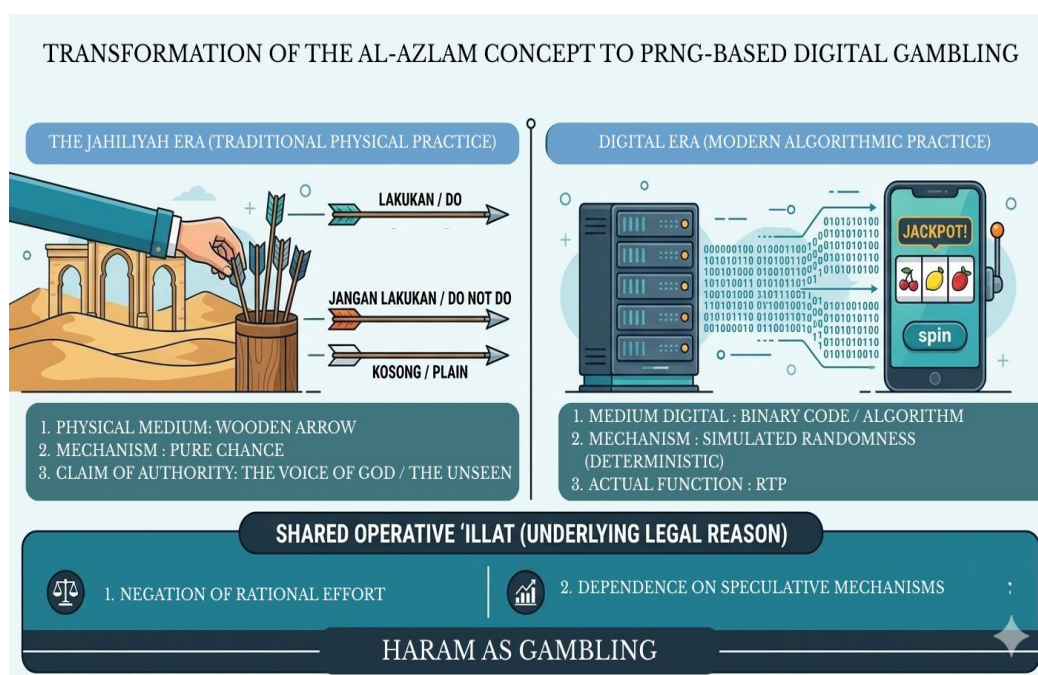 TRANSFORMATION OF THE AL-AZLAM CONCEPT TO PRNG-BASED DIGITAL GAMBLING
THE JAHILIYAH ERA (TRADITIONAL PHYSICAL PRACTICE)
LAKUKAN / DO
JANGAN LAKUKAN / DO NOT DO
KOSONG / PLAIN
1. PHYSICAL MEDIUM: WOODEN ARROW
2. MECHANISM : PURE CHANCE
3. CLAIM OF AUTHORITY: THE VOICE OF GOD / THE UNSEEN
DIGITAL ERA (MODERN ALGORITHMIC PRACTICE)
JACKPOT!
spin
1. MEDIUM DIGITAL : BINARY CODE / ALGORITHM
2. MECHANISM : SIMULATED RANDOMNESS
(DETERMINISTIC)
3. ACTUAL FUNCTION : RTP
SHARED OPERATIVE ‘ILLAT (UNDERLYING LEGAL REASON)
1. NEGATION OF RATIONAL EFFORT
2. DEPENDENCE ON SPECULATIVE MECHANISMS
HARAM AS GAMBLING